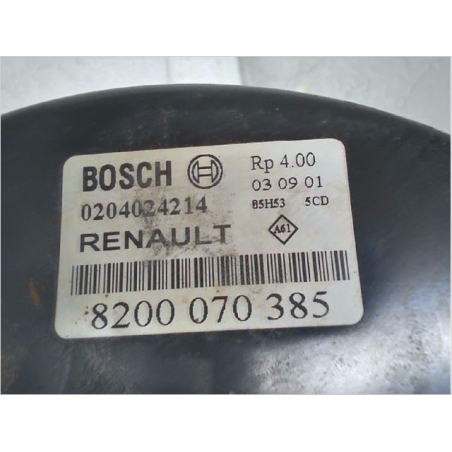 BOSCH Rp 4.00
03 09 01
0204024214 85H53 5CD
RENAULT A61
8200 070 385